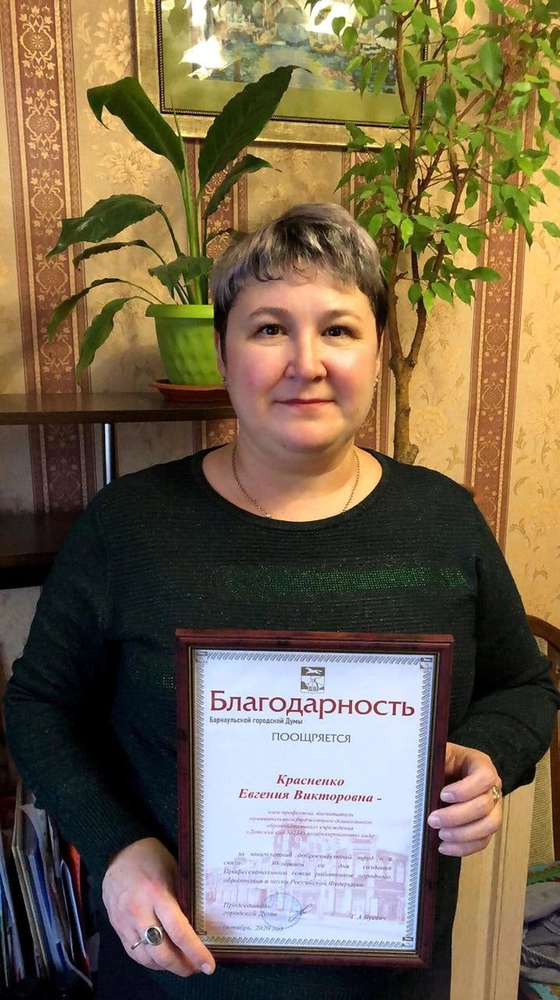 Благодарность
Барнаульской городской Думы
ПООЩРЯЕТСЯ
Красненко
Евгения Викторовна -
член профсоюза, воспитатель
муниципального бюджетного дошкольного
образовательного учреждения
«Детский сад №234» комбинированного вида
за многолетний добросовестный труд и в
связи с 30-летием со дня создания
Профессионального союза работников народного
образования и науки Российской Федерации
Председатель
городской Думы Г.А.Буевич
октябрь, 2020 год